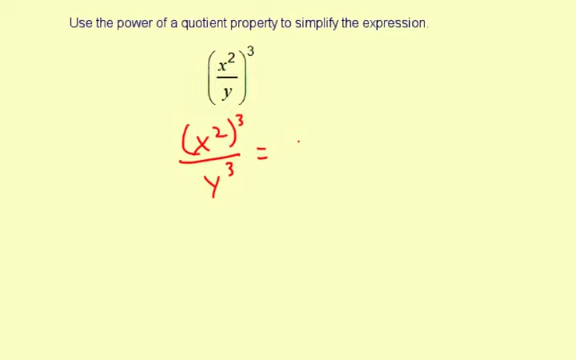 Use the power of a quotient property to simplify the expression.
(x²/y)³
(x²)³/y³ =